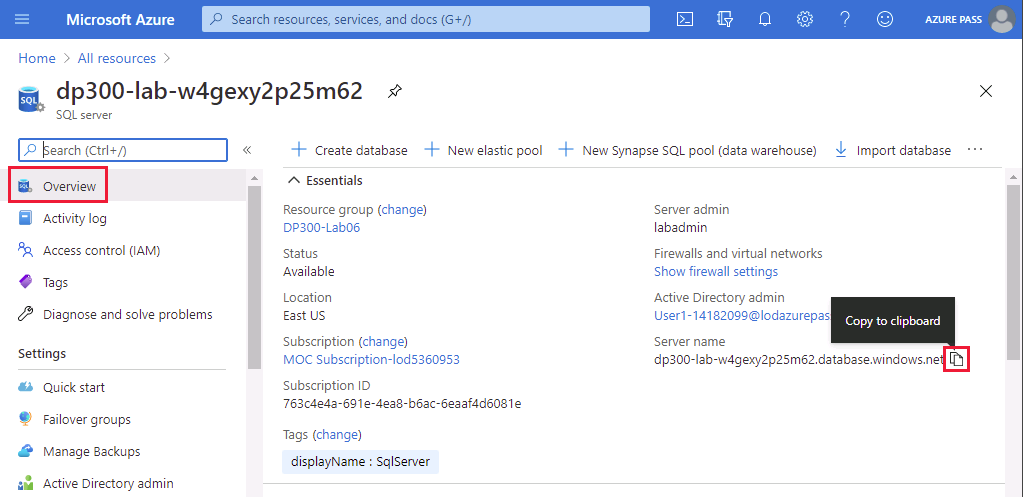 Microsoft Azure
Search resources, services, and docs (G+/)
AZURE PASS
Home > All resources >
SQL
dp300-lab-w4gexy2p25m62
SQL server
Search (Ctrl+/)
«
Overview
Activity log
Access control (IAM)
Tags
Diagnose and solve problems
Settings
Quick start
Failover groups
Manage Backups
Active Directory admin
+ Create database
+ New elastic pool
+ New Synapse SQL pool (data warehouse)
Import database
...
Essentials
Resource group (change)
DP300-Lab06
Status
Available
Location
East US
Subscription (change)
MOC Subscription-lod5360953
Subscription ID
763c4e4a-691e-4ea8-b6ac-6eaaf4d6081e
Tags (change)
displayName : SqlServer
Server admin
labadmin
Firewalls and virtual networks
Show firewall settings
Active Directory admin
User1-14182099@lodazurepas
Copy to clipboard
Server name
dp300-lab-w4gexy2p25m62.database.windows.net